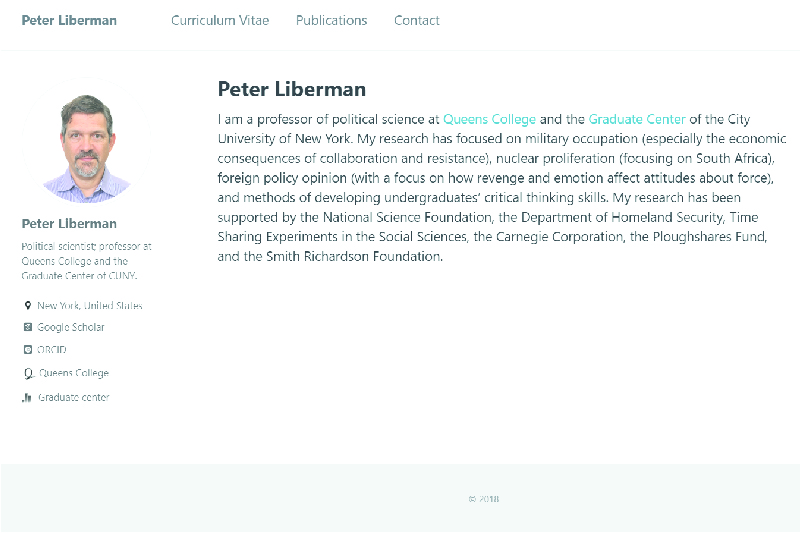 Peter Liberman Curriculum Vitae Publications Contact
Peter Liberman
Political scientist; professor at
Queens College and the
Graduate Center of CUNY.
New York, United States
Google Scholar
ORCID
Queens College
Graduate center
Peter Liberman
I am a professor of political science at Queens College and the Graduate Center of the City
University of New York. My research has focused on military occupation (especially the economic
consequences of collaboration and resistance), nuclear proliferation (focusing on South Africa),
foreign policy opinion (with a focus on how revenge and emotion affect attitudes about force),
and methods of developing undergraduates’ critical thinking skills. My research has been
supported by the National Science Foundation, the Department of Homeland Security, Time
Sharing Experiments in the Social Sciences, the Carnegie Corporation, the Ploughshares Fund,
and the Smith Richardson Foundation.
© 2018